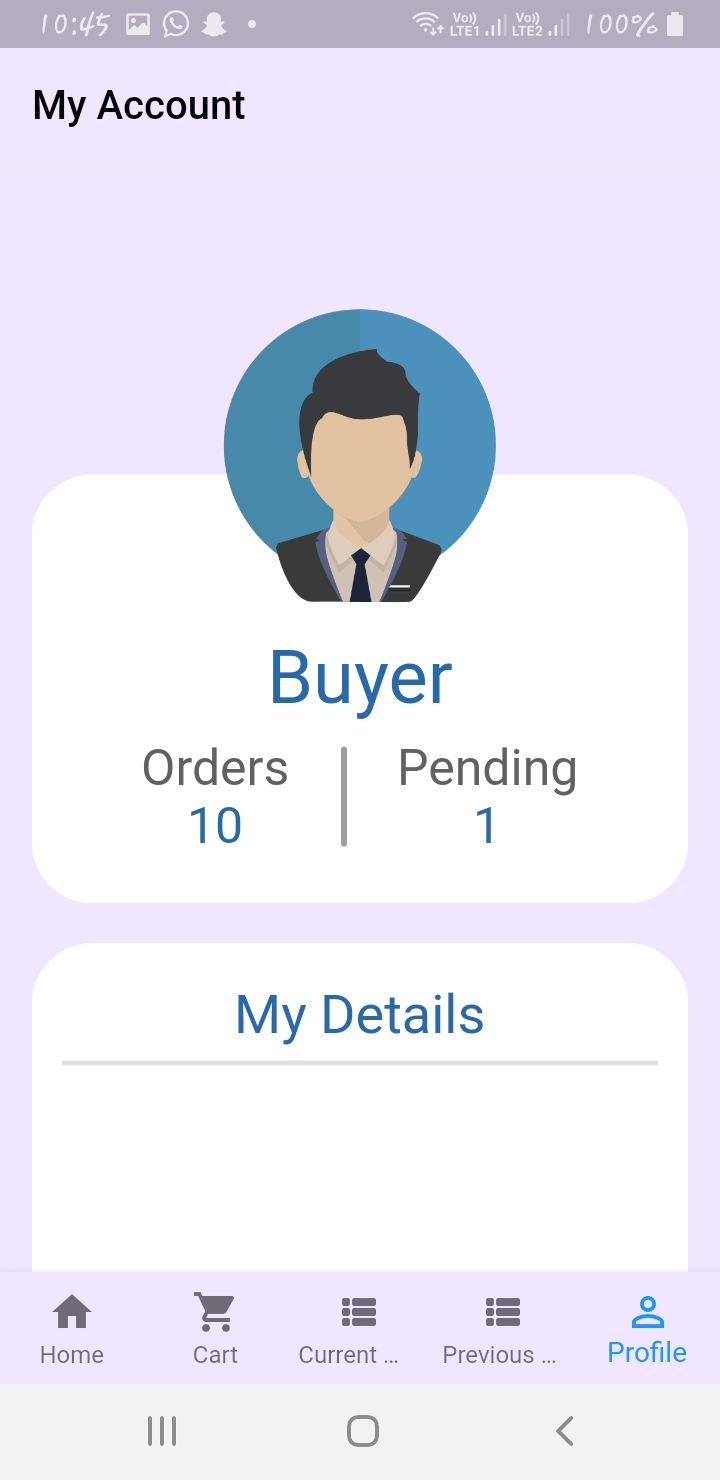 10:45 Vo)) LTE1 Vo)) LTE2 100%
My Account
Buyer
Orders Pending
10 1
My Details
Home Cart Current ... Previous ... Profile